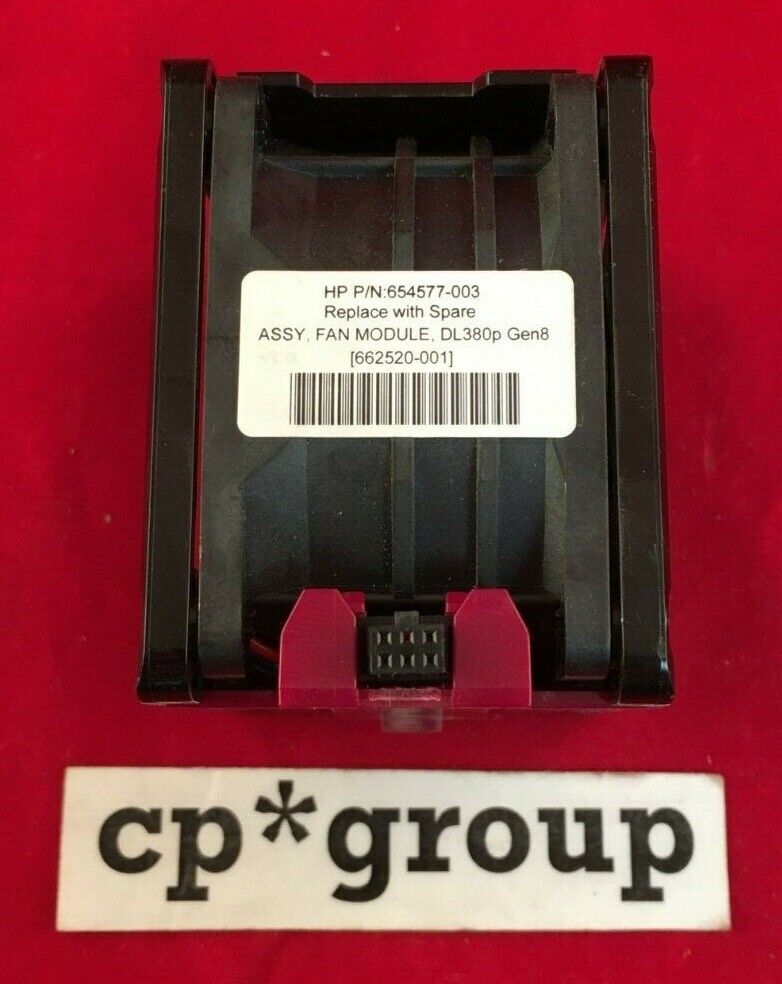 HP P/N:654577-003
Replace with Spare
ASSY, FAN MODULE, DL380p Gen8
[662520-001]
cp*group